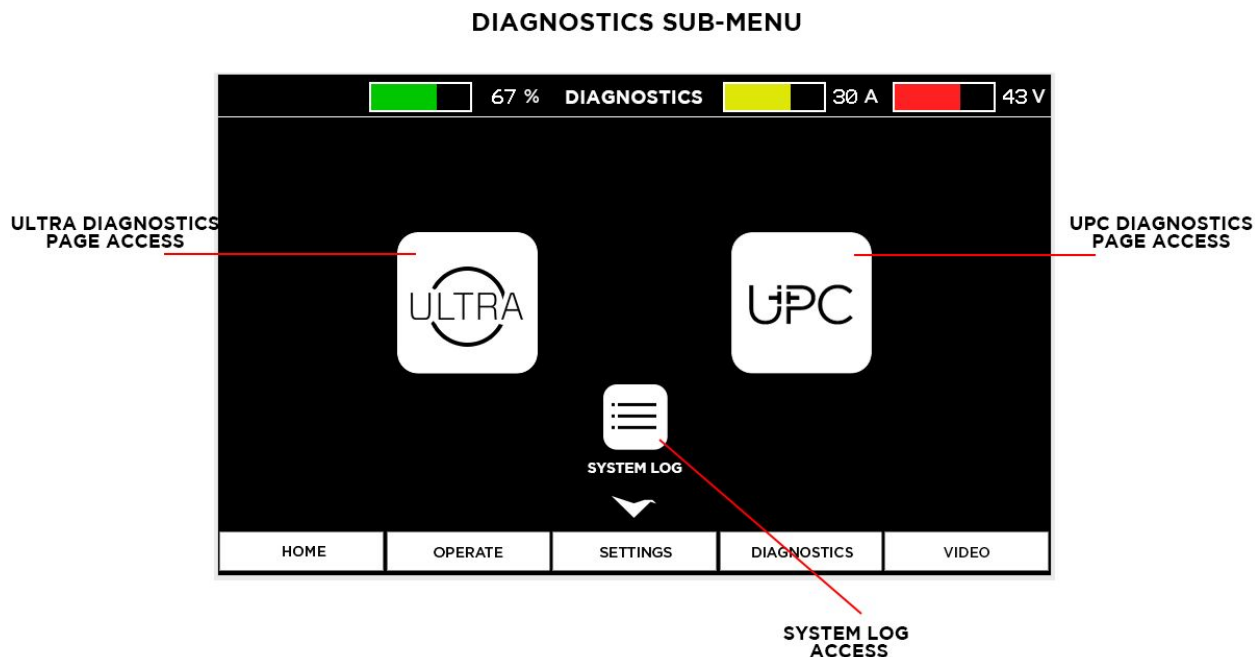 DIAGNOSTICS SUB-MENU
67 % DIAGNOSTICS 30 A 43 V
ULTRA DIAGNOSTICS
PAGE ACCESS
UPC DIAGNOSTICS
PAGE ACCESS
ULTRA
UPC
SYSTEM LOG
HOME OPERATE SETTINGS DIAGNOSTICS VIDEO
SYSTEM LOG
ACCESS